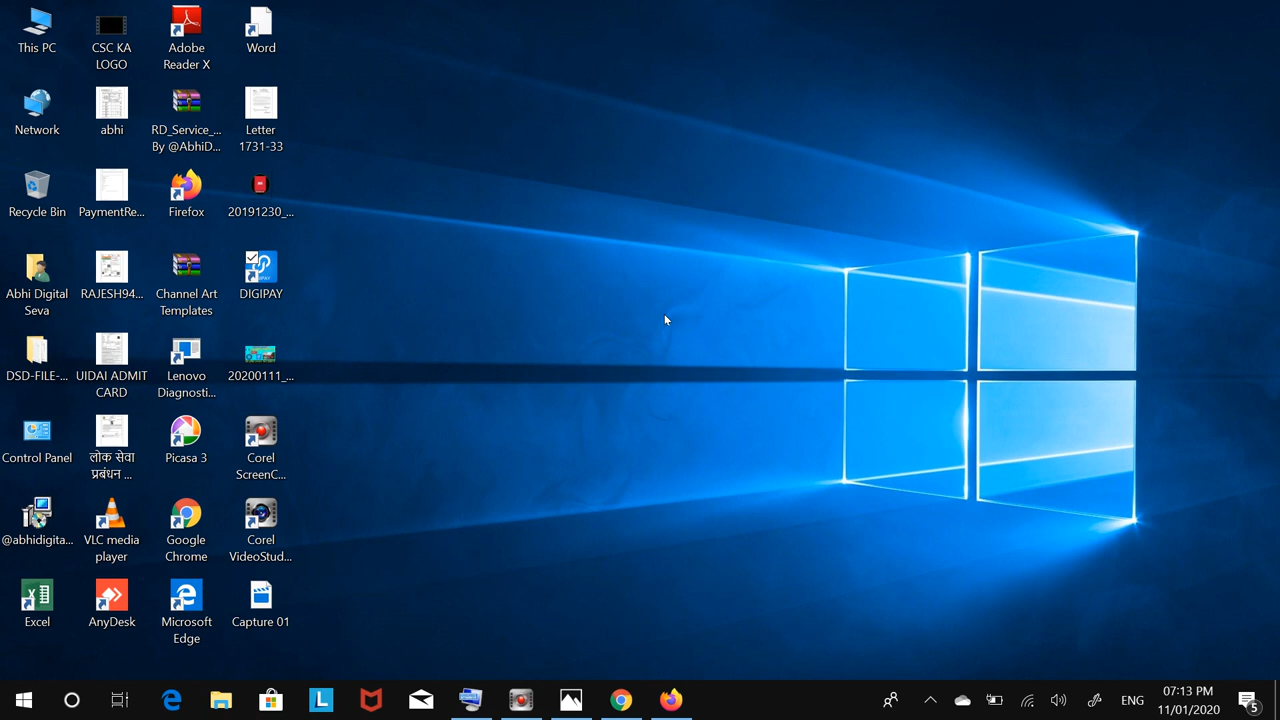 This PC
CSC KA
LOGO
Adobe
Reader X
Word
Network
abhi
RD_Service_...
By @AbhiD...
Letter
1731-33
Recycle Bin
PaymentRe...
Firefox
20191230_...
Abhi Digital
Seva
RAJESH94...
Channel Art
Templates
DIGIPAY
DSD-FILE-...
UIDAI ADMIT
CARD
Lenovo
Diagnosti...
20200111_...
Control Panel
लोक सेवा
प्रबंधन ...
Picasa 3
Corel
ScreenC...
@abhidigita...
VLC media
player
Google
Chrome
Corel
VideoStud...
Excel
AnyDesk
Microsoft
Edge
Capture 01
L
ENG
7:13 PM
11/01/2020
5